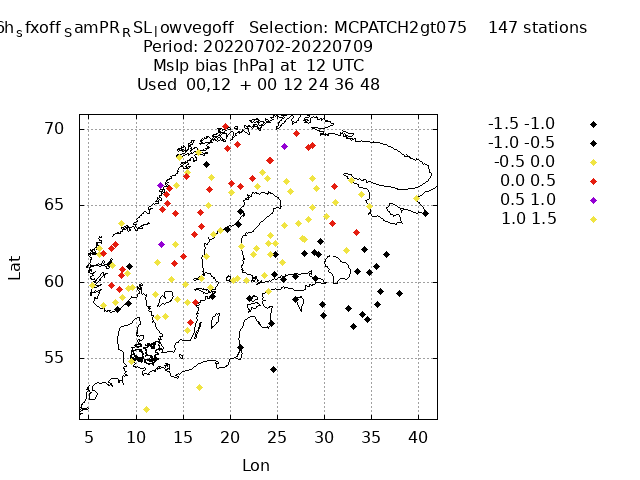 6h_sfxoff_SamPR_RSL_lowvegoff Selection: MCPATCH2gt075 147 stations
Period: 20220702-20220709
Mslp bias [hPa] at 12 UTC
Used 00,12 + 00 12 24 36 48
-1.5 -1.0
-1.0 -0.5
-0.5 0.0
0.0 0.5
0.5 1.0
1.0 1.5
70
65
60
55
Lat
5 10 15 20 25 30 35 40
Lon